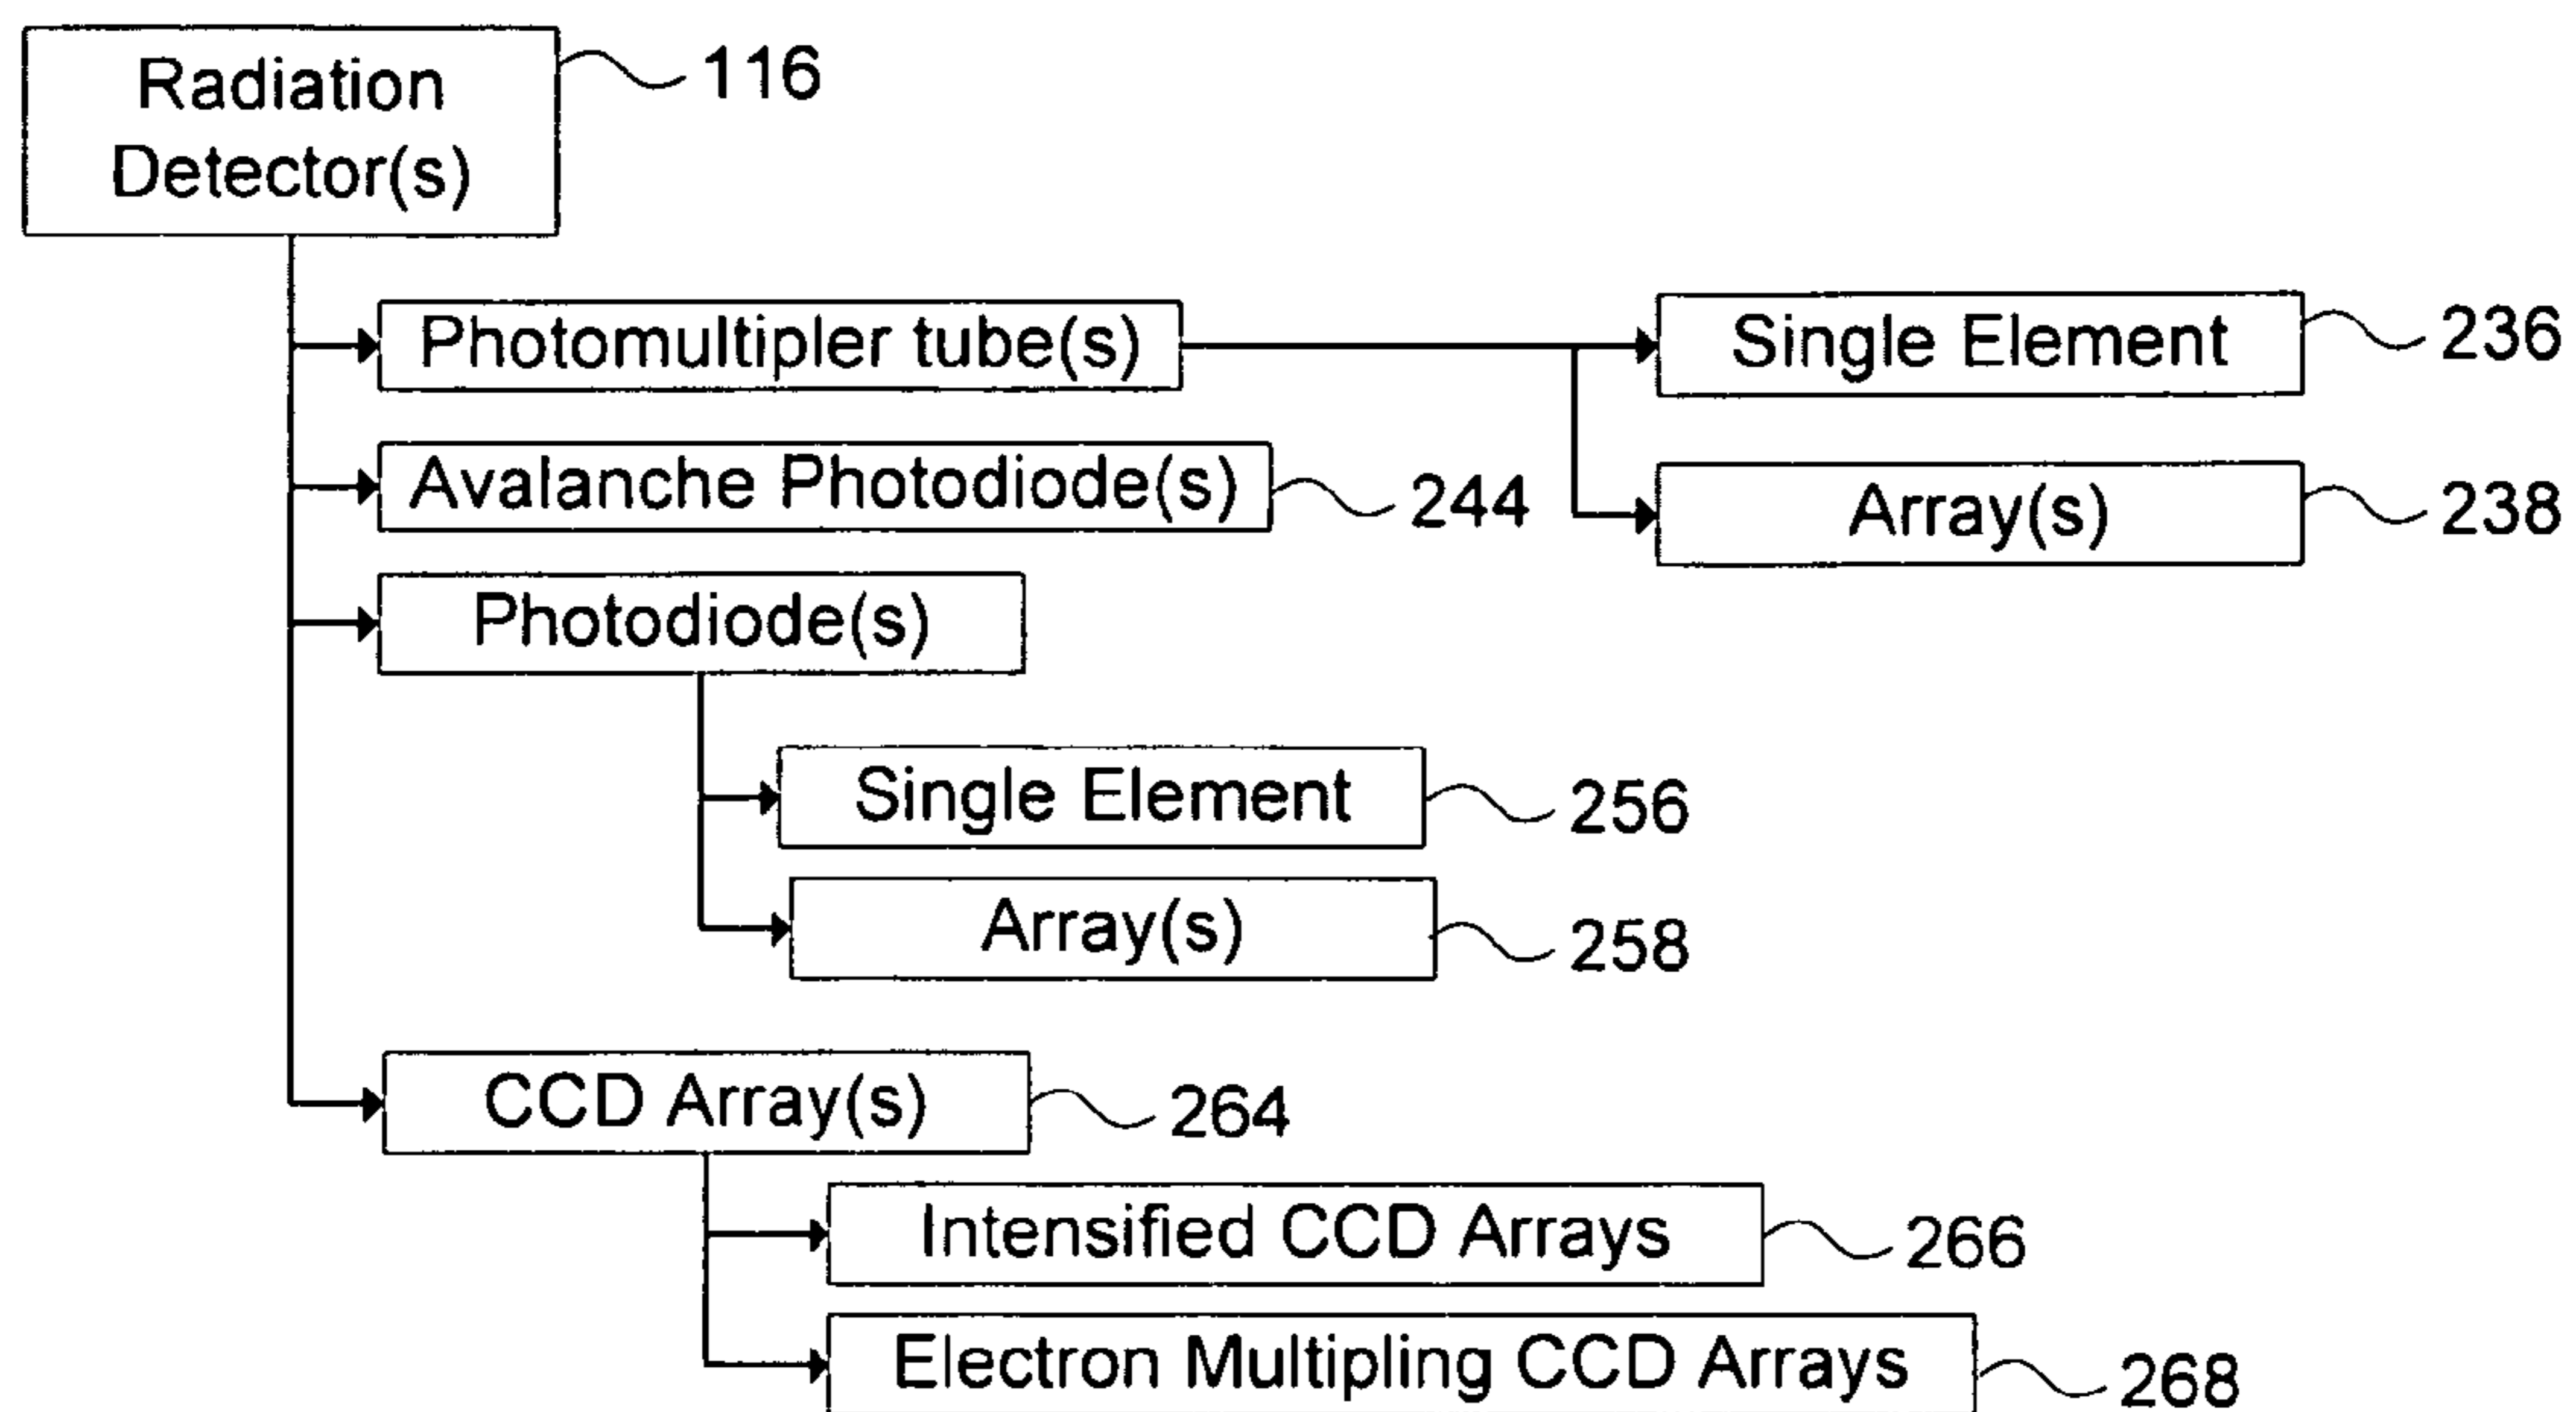 Radiation
Detector(s)
116
Photomultipler tube(s)
Single Element
236
Avalanche Photodiode(s)
244
Array(s)
238
Photodiode(s)
Single Element
256
Array(s)
258
CCD Array(s)
264
Intensified CCD Arrays
266
Electron Multipling CCD Arrays
268